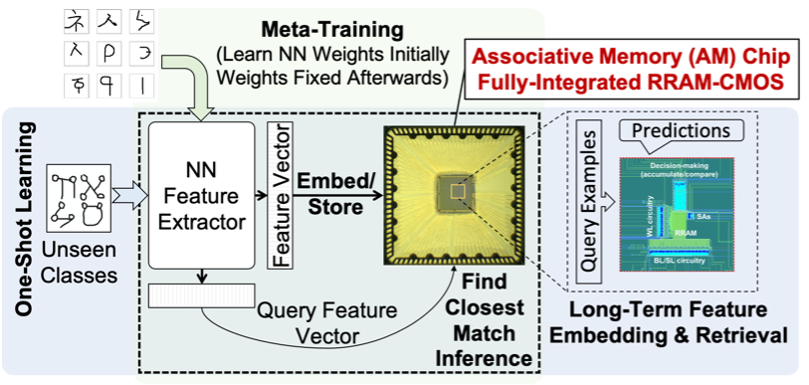 Meta-Training
(Learn NN Weights Initially
Weights Fixed Afterwards)
Associative Memory (AM) Chip
Fully-Integrated RRAM-CMOS
One-Shot Learning
Unseen
Classes
NN
Feature
Extractor
Feature Vector
Embed/
Store
Query Feature
Vector
Find
Closest
Match
Inference
Query Examples
Predictions
Decision-making
(accumulate/compare)
WL circuitry
SAs
RRAM
BL/SL circuitry
Long-Term Feature
Embedding & Retrieval